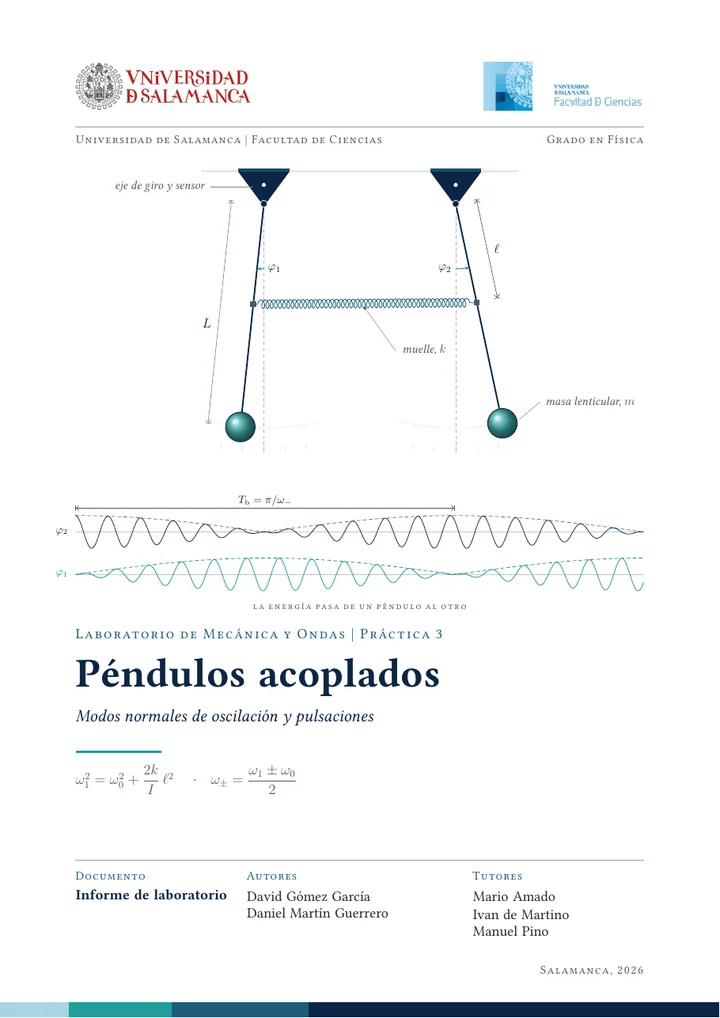 VNiVERSiDAD
Ð SALAMANCA
VNiVERSiDAD
Ð SALAMANCA
Facvltad Ð Ciencias
Universidad de Salamanca | Facultad de Ciencias
Grado en Física
eje de giro y sensor
ℓ
φ₁
φ₂
L
muelle, k
masa lenticular, m
T_b = π/ω₋
φ₂
φ₁
LA ENERGÍA PASA DE UN PÉNDULO AL OTRO
Laboratorio de Mecánica y Ondas | Práctica 3
Péndulos acoplados
Modos normales de oscilación y pulsaciones
ω₁² = ω₀² + 2k/I ℓ² · ω± = (ω₁ ± ω₀)/2
Documento
Informe de laboratorio
Autores
David Gómez García
Daniel Martín Guerrero
Tutores
Mario Amado
Ivan de Martino
Manuel Pino
Salamanca, 2026